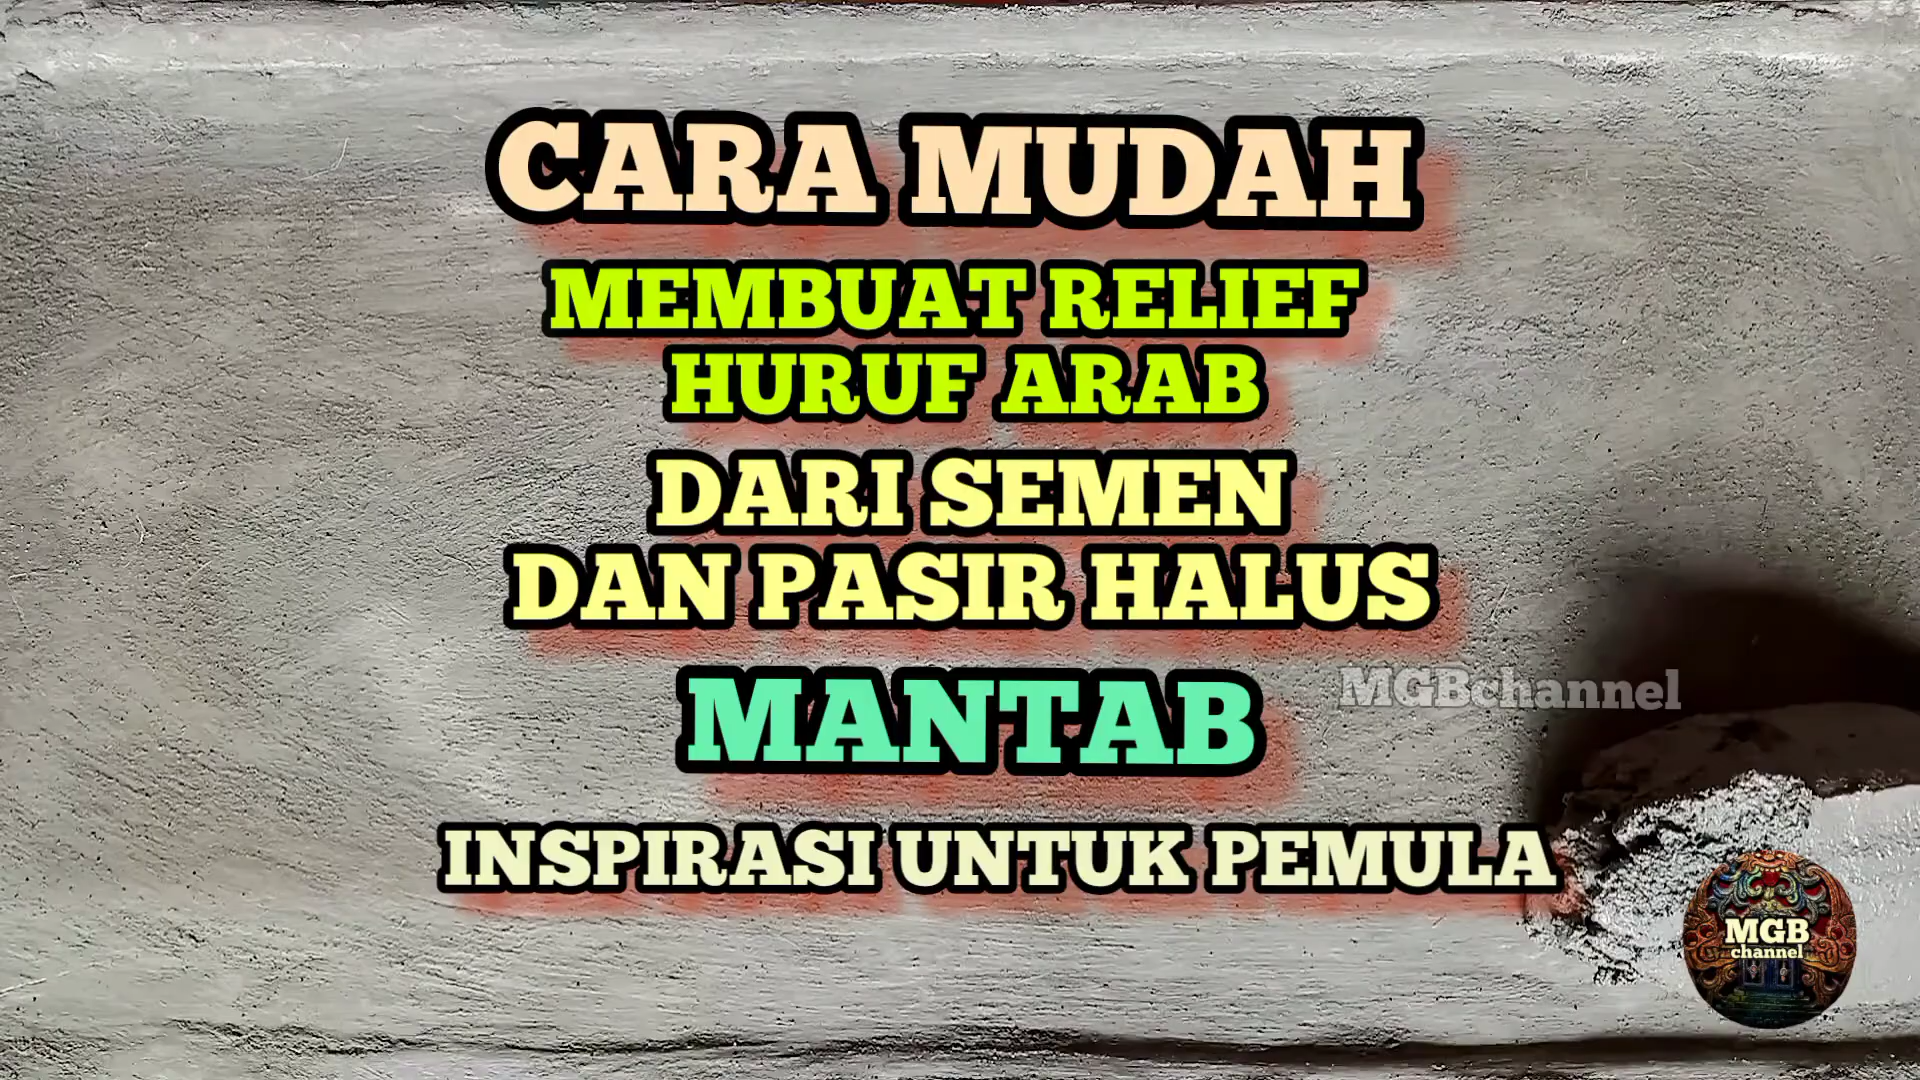 CARA MUDAH
MEMBUAT RELIEF
HURUF ARAB
DARI SEMEN
DAN PASIR HALUS
MANTAB
MGBchannel
INSPIRASI UNTUK PEMULA
MGB
channel